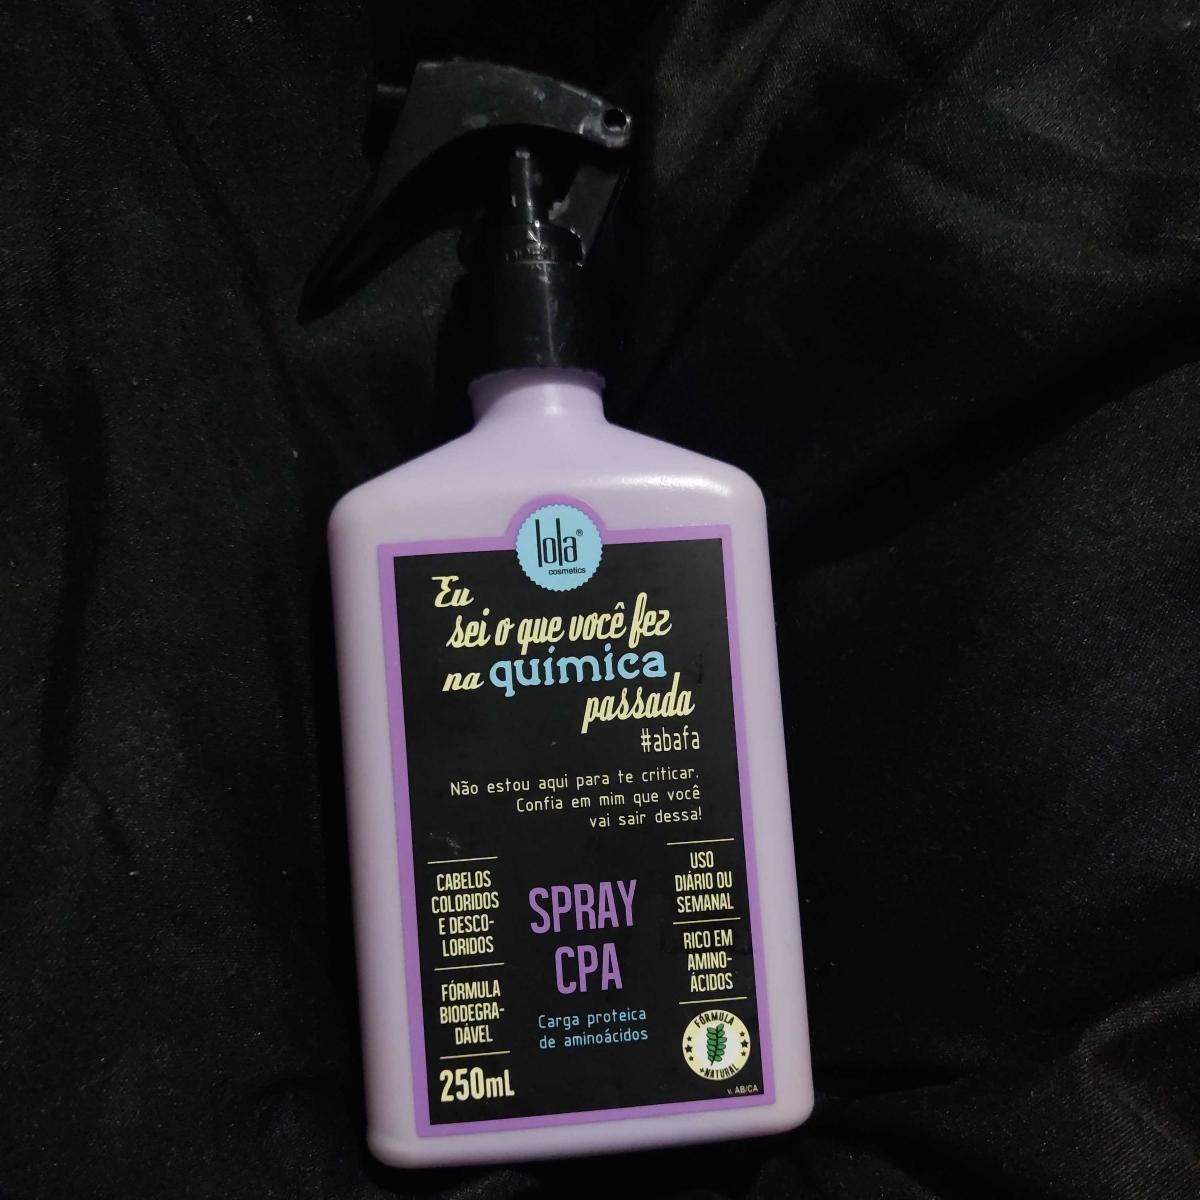 lola®
cosmetics
Eu
sei o que você fez
na química
passada
#abafa
Não estou aqui para te criticar.
Confia em mim que você
vai sair dessa!
CABELOS
COLORIDOS
E DESCO-
LORIDOS
FÓRMULA
BIODEGRA-
DÁVEL
250mL
SPRAY
CPA
Carga proteica
de aminoácidos
USO
DIÁRIO OU
SEMANAL
RICO EM
AMINO-
ÁCIDOS
FÓRMULA
+NATURAL
v. AB/CA